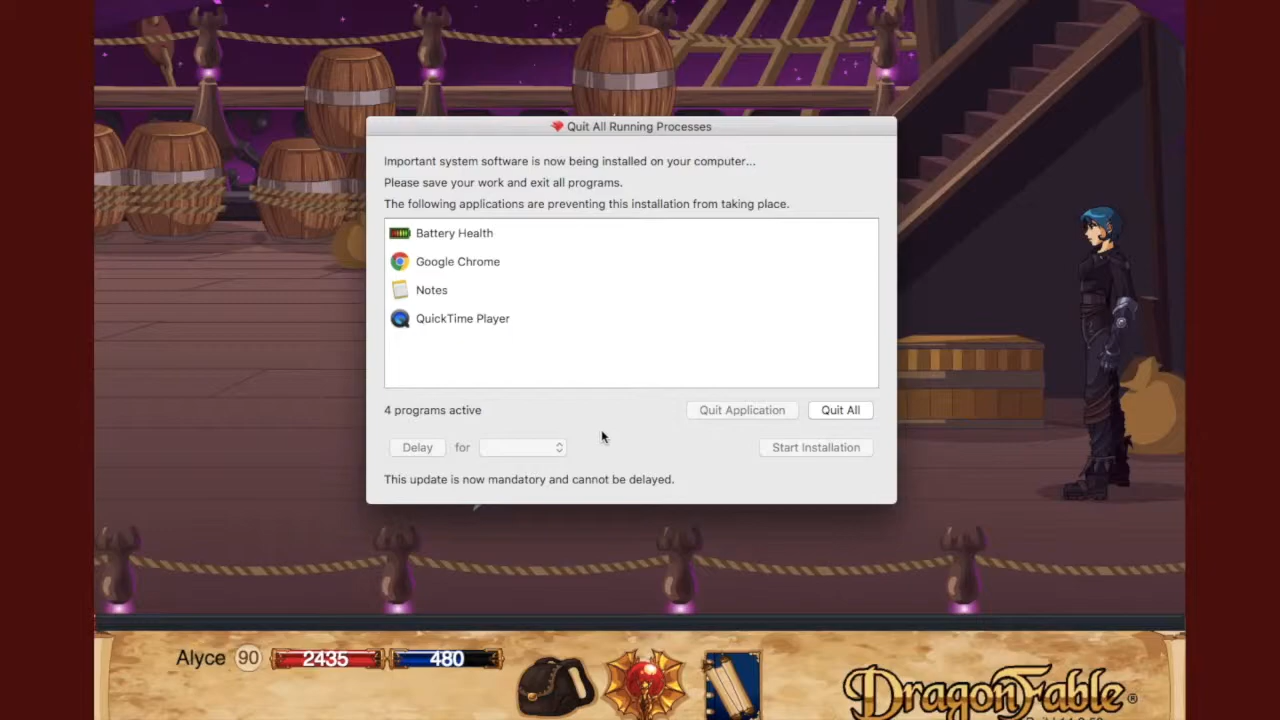 Quit All Running Processes
Important system software is now being installed on your computer...
Please save your work and exit all programs.
The following applications are preventing this installation from taking place.
Battery Health
Google Chrome
Notes
QuickTime Player
4 programs active
Quit Application
Quit All
Delay
for
Start Installation
This update is now mandatory and cannot be delayed.
Alyce 90 2435 480
DragonFable®